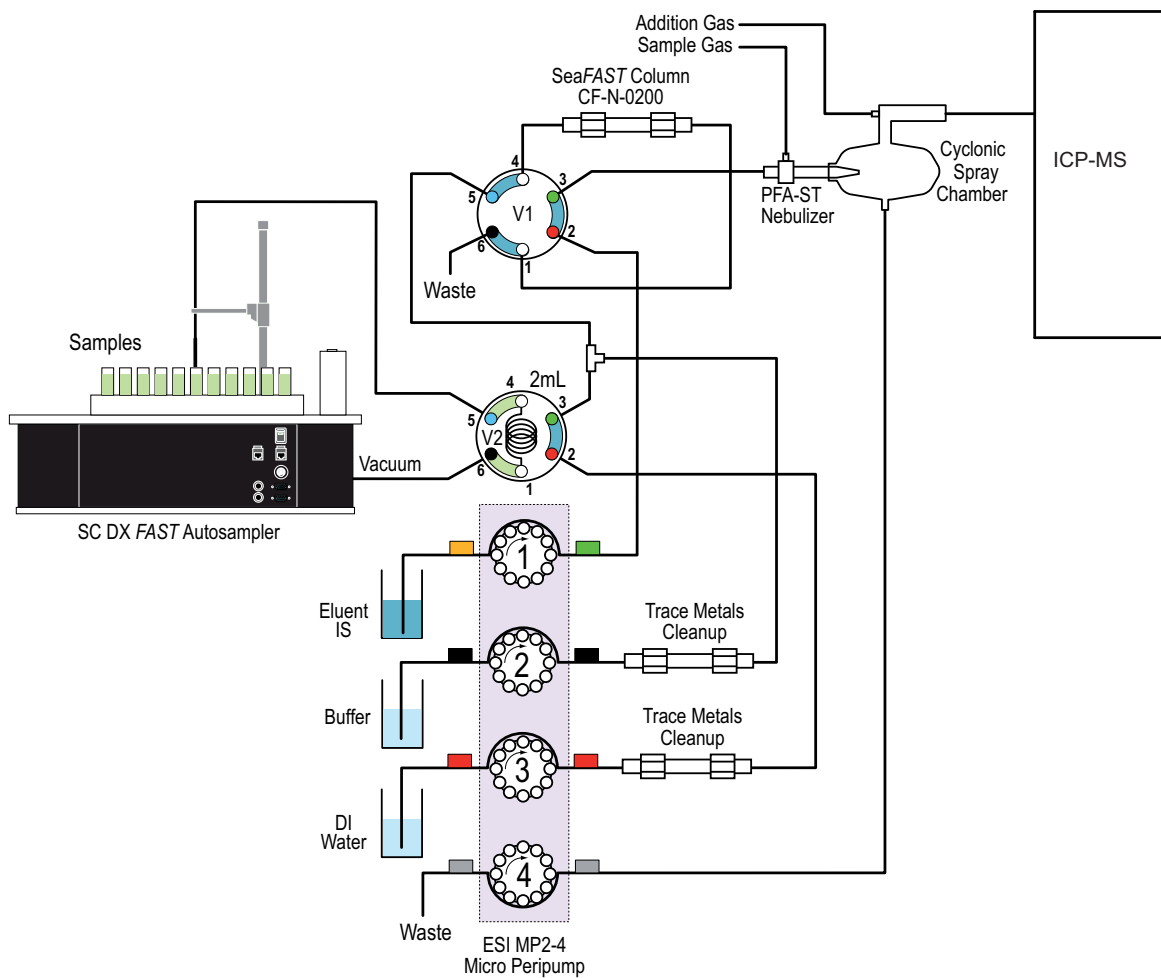 Addition Gas
Sample Gas
SeaFAST Column
CF-N-0200
ICP-MS
Cyclonic
Spray
Chamber
PFA-ST
Nebulizer
4
3
5
V1
2
6
1
Waste
Samples
4
2mL
3
5
V2
2
6
1
Vacuum
SC DX FAST Autosampler
1
Eluent
IS
2
Trace Metals
Cleanup
Buffer
3
Trace Metals
Cleanup
DI
Water
4
Waste
ESI MP2-4
Micro Peripump